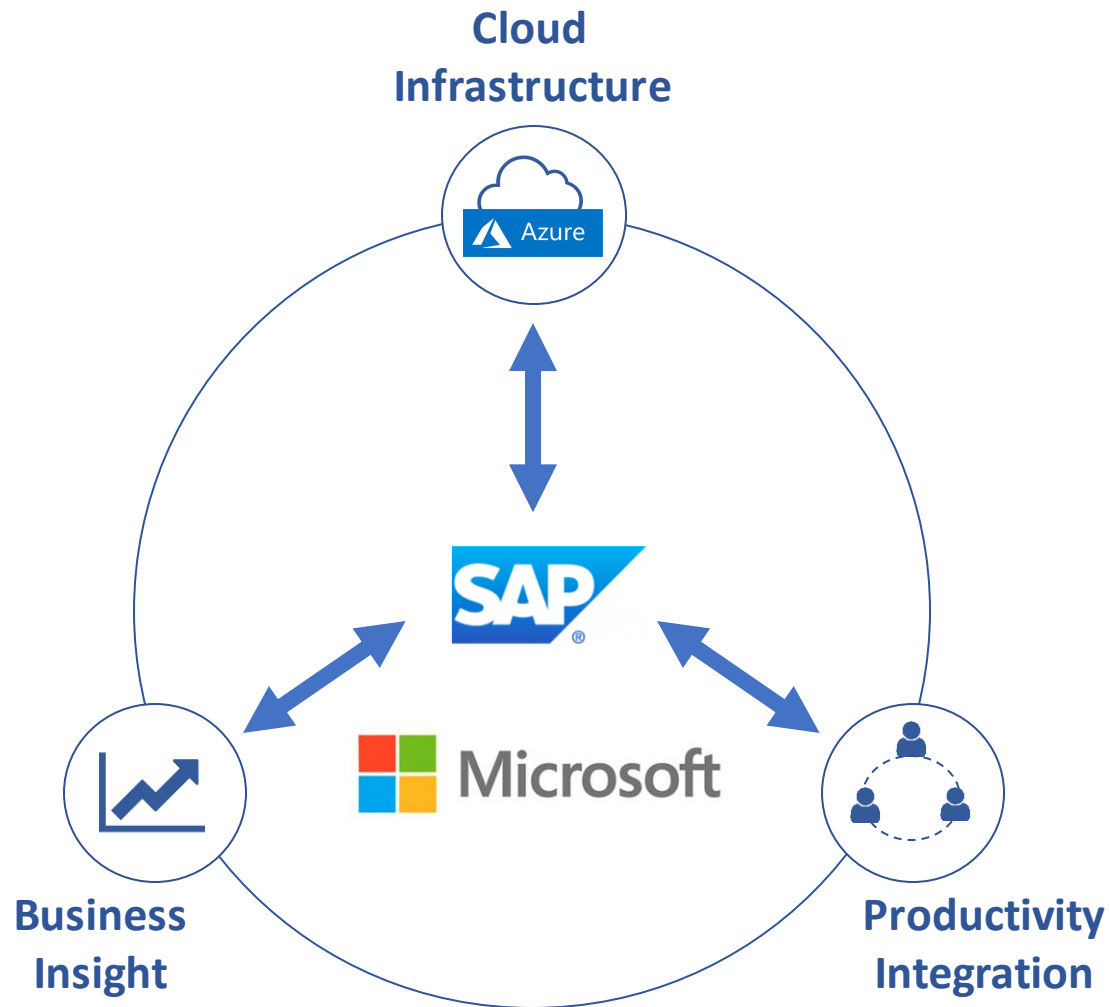 Cloud
Infrastructure
Azure
SAP
®
Microsoft
Business
Insight
Productivity
Integration